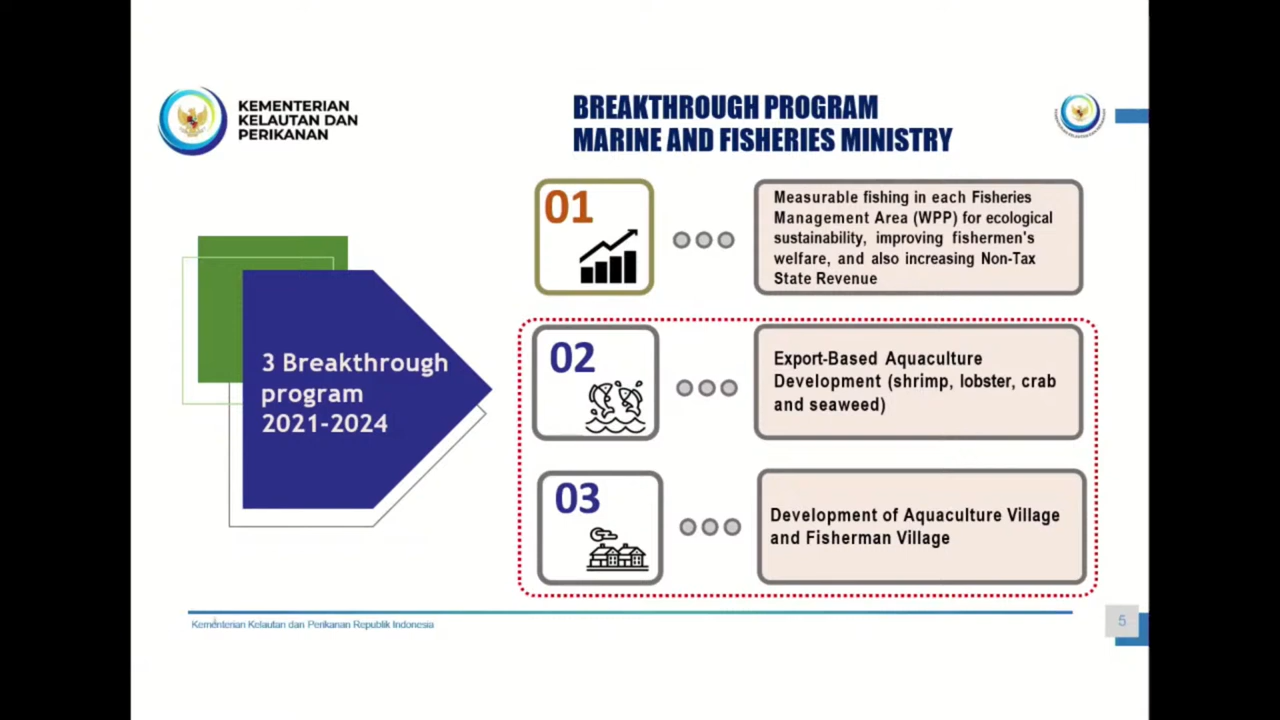 KEMENTERIAN
KELAUTAN DAN
PERIKANAN
BREAKTHROUGH PROGRAM
MARINE AND FISHERIES MINISTRY
3 Breakthrough
program
2021-2024
01
Measurable fishing in each Fisheries
Management Area (WPP) for ecological
sustainability, improving fishermen's
welfare, and also increasing Non-Tax
State Revenue
02
Export-Based Aquaculture
Development (shrimp, lobster, crab
and seaweed)
03
Development of Aquaculture Village
and Fisherman Village
Kementerian Kelautan dan Perikanan Republik Indonesia
5